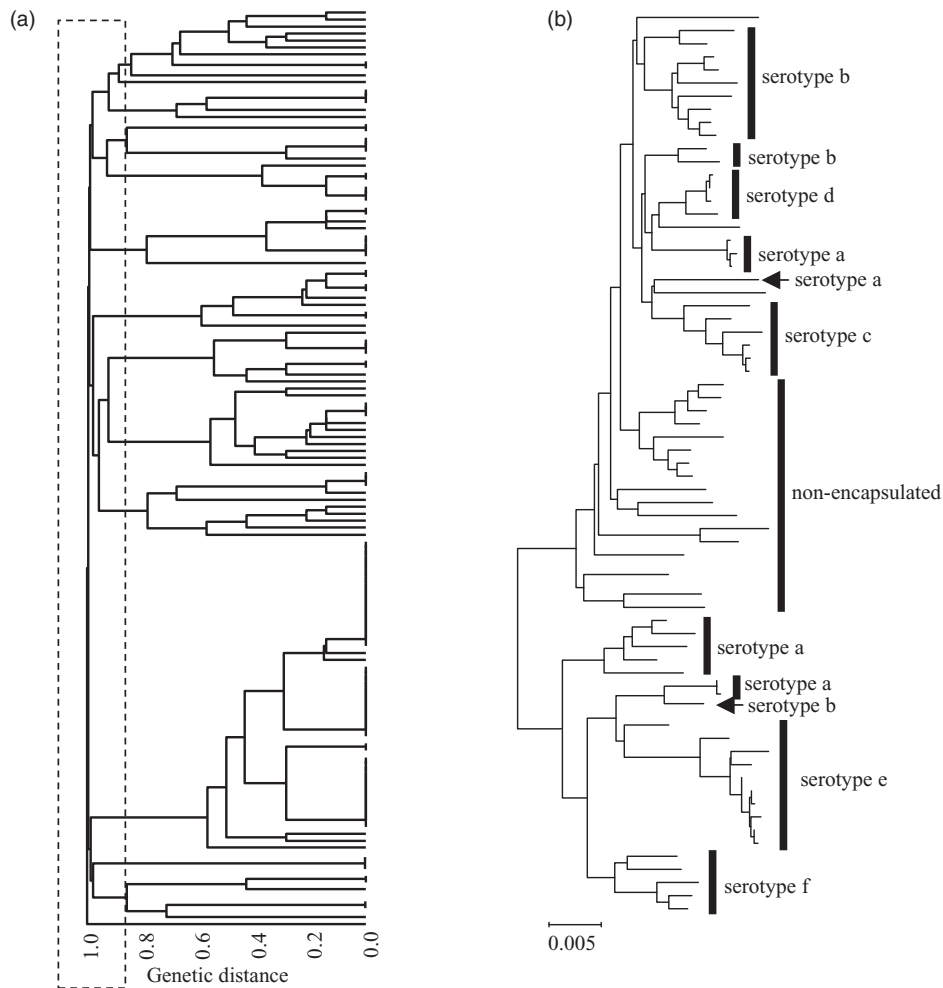 (a)
1.0
0.8
0.6
0.4
0.2
0.0
Genetic distance
(b)
serotype b
serotype b
serotype d
serotype a
serotype a
serotype c
non-encapsulated
serotype a
serotype a
serotype b
serotype e
serotype f
0.005